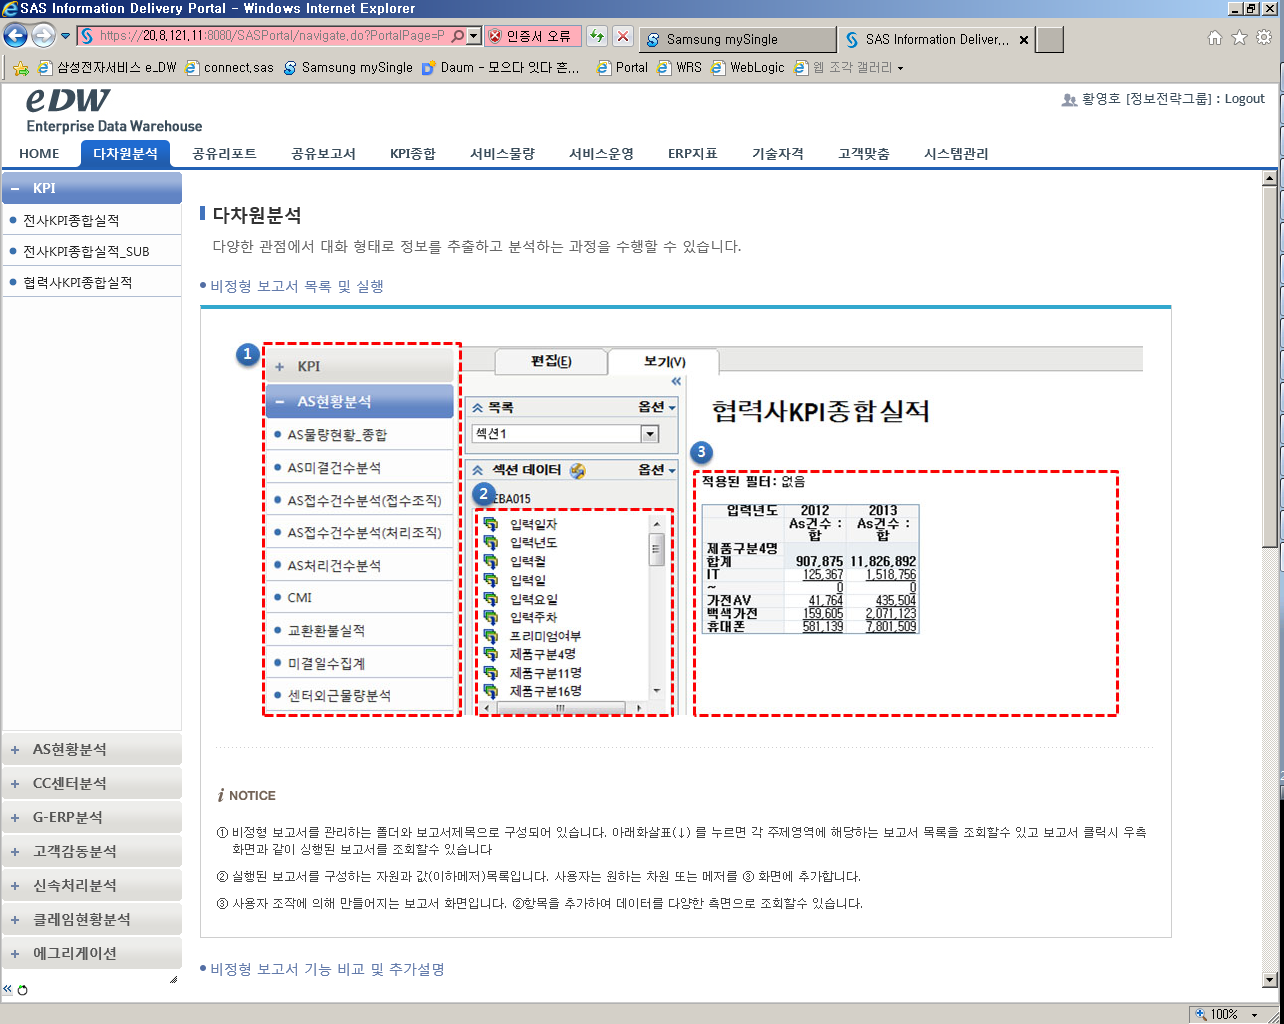 SAS Information Delivery Portal - Windows Internet Explorer
https://20.8.121.11:8080/SASPortal/navigate.do?PortalPage=P
인증서 오류
Samsung mySingle
SAS Information Deliver...
삼성전자서비스 e_DW
connect.sas
Samsung mySingle
Daum - 모으다 잇다 흔...
Portal
WRS
WebLogic
웹 조각 갤러리
eDW
Enterprise Data Warehouse
황영호 [정보전략그룹] : Logout
HOME
다차원분석
공유리포트
공유보고서
KPI종합
서비스물량
서비스운영
ERP지표
기술자격
고객맞춤
시스템관리
KPI
전사KPI종합실적
전사KPI종합실적_SUB
협력사KPI종합실적
AS현황분석
CC센터분석
G-ERP분석
고객감동분석
신속처리분석
클레임현황분석
에그리게이션
다차원분석
다양한 관점에서 대화 형태로 정보를 추출하고 분석하는 과정을 수행할 수 있습니다.
비정형 보고서 목록 및 실행
1
KPI
AS현황분석
AS물량현황_종합
AS미결건수분석
AS접수건수분석(접수조직)
AS접수건수분석(처리조직)
AS처리건수분석
CMI
교환환불실적
미결일수집계
센터외근물량분석
편집(E)
보기(V)
목록
옵션
섹션1
섹션 데이터
옵션
2
EBA015
입력일자
입력년도
입력월
입력일
입력요일
입력주차
프리미엄여부
제품구분4명
제품구분11명
제품구분16명
협력사KPI종합실적
3
적용된 필터: 없음
입력년도 2012 2013
As건수 : 합 As건수 : 합
제품구분4명
합계 907,875 11,826,892
IT 125,367 1,518,756
~ 0 0
가전AV 41,764 435,504
백색가전 159,605 2,071,123
휴대폰 581,139 7,801,509
NOTICE
① 비정형 보고서를 관리하는 폴더와 보고서제목으로 구성되어 있습니다. 아래화살표(↓) 를 누르면 각 주제영역에 해당하는 보고서 목록을 조회할수 있고 보고서 클릭시 우측
화면과 같이 싱행된 보고서를 조회할수 있습니다
② 실행된 보고서를 구성하는 자원과 값(이하메저)목록입니다. 사용자는 원하는 차원 또는 메저를 ③ 화면에 추가합니다.
③ 사용자 조작에 의해 만들어지는 보고서 화면입니다. ②항목을 추가하여 데이터를 다양한 측면으로 조회할수 있습니다.
비정형 보고서 기능 비교 및 추가설명
100%